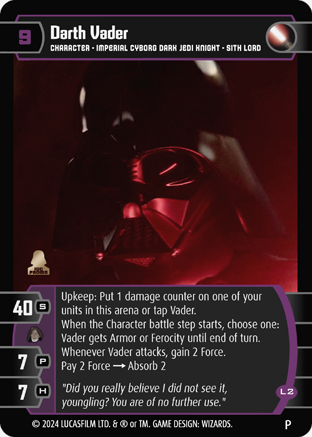 9
Darth Vader
CHARACTER - IMPERIAL CYBORG DARK JEDI KNIGHT - SITH LORD
40 S
7 P
7 H
Upkeep: Put 1 damage counter on one of your
units in this arena or tap Vader.
When the Character battle step starts, choose one:
Vader gets Armor or Ferocity until end of turn.
Whenever Vader attacks, gain 2 Force.
Pay 2 Force → Absorb 2
"Did you really believe I did not see it,
youngling? You are of no further use."
L2
© 2024 LUCASFILM LTD. & ® or TM. GAME DESIGN: WIZARDS.
P